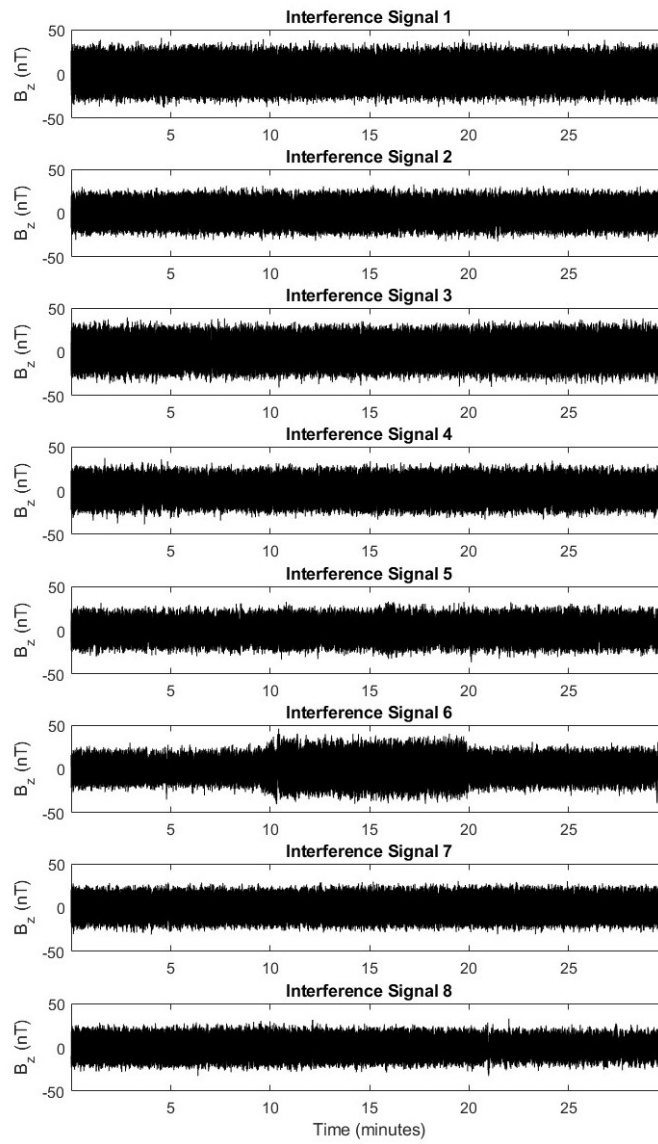 Interference Signal 1
50
0
-50
B_z (nT)
5 10 15 20 25
Interference Signal 2
50
0
-50
B_z (nT)
5 10 15 20 25
Interference Signal 3
50
0
-50
B_z (nT)
5 10 15 20 25
Interference Signal 4
50
0
-50
B_z (nT)
5 10 15 20 25
Interference Signal 5
50
0
-50
B_z (nT)
5 10 15 20 25
Interference Signal 6
50
0
-50
B_z (nT)
5 10 15 20 25
Interference Signal 7
50
0
-50
B_z (nT)
5 10 15 20 25
Interference Signal 8
50
0
-50
B_z (nT)
5 10 15 20 25
Time (minutes)